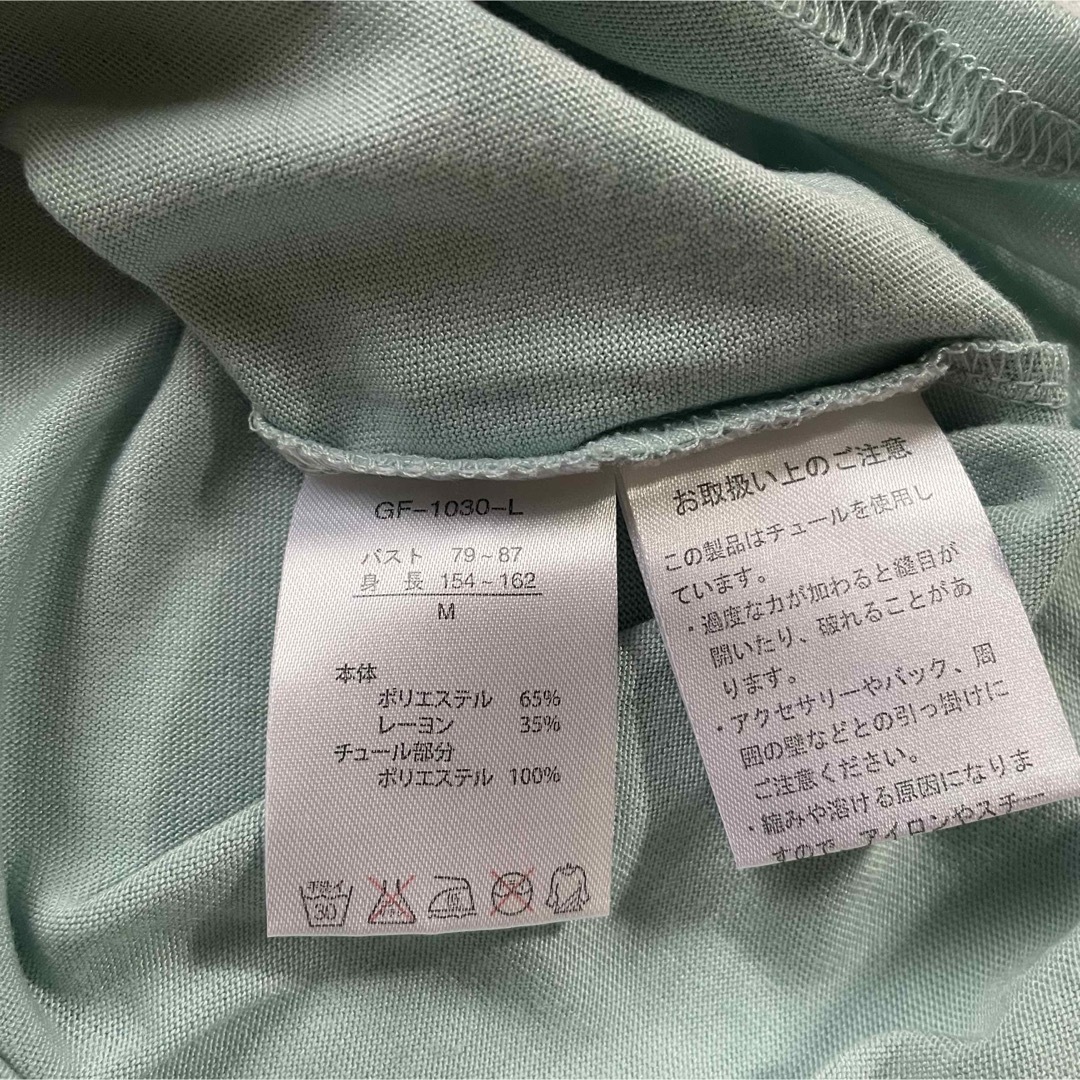 GF-1030-L
バスト 79~87
身 長 154~162
M
本体
ポリエステル 65%
レーヨン 35%
チュール部分
ポリエステル 100%
手洗イ
30
お取扱い上のご注意
この製品はチュールを使用し
ています。
・過度な力が加わると縫目が
開いたり、破れることがあ
ります。
・アクセサリーやバック、周
囲の壁などとの引っ掛けに
ご注意ください。
・縮みや溶ける原因になりま
すので、アイロンやスチー